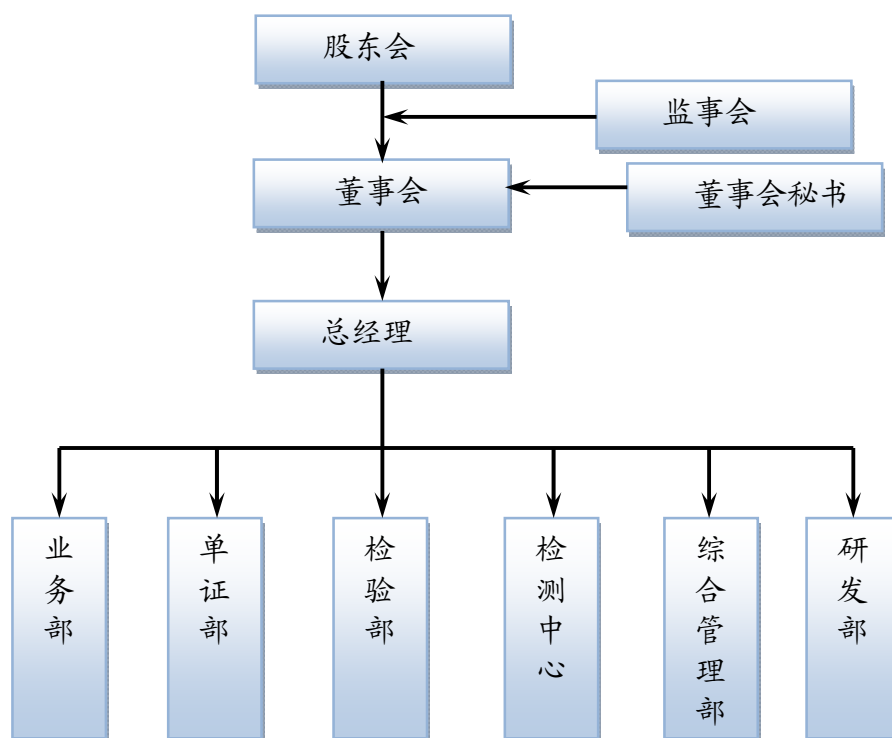 股东会
监事会
董事会
董事会秘书
总经理
业务部
单证部
检验部
检测中心
综合管理部
研发部